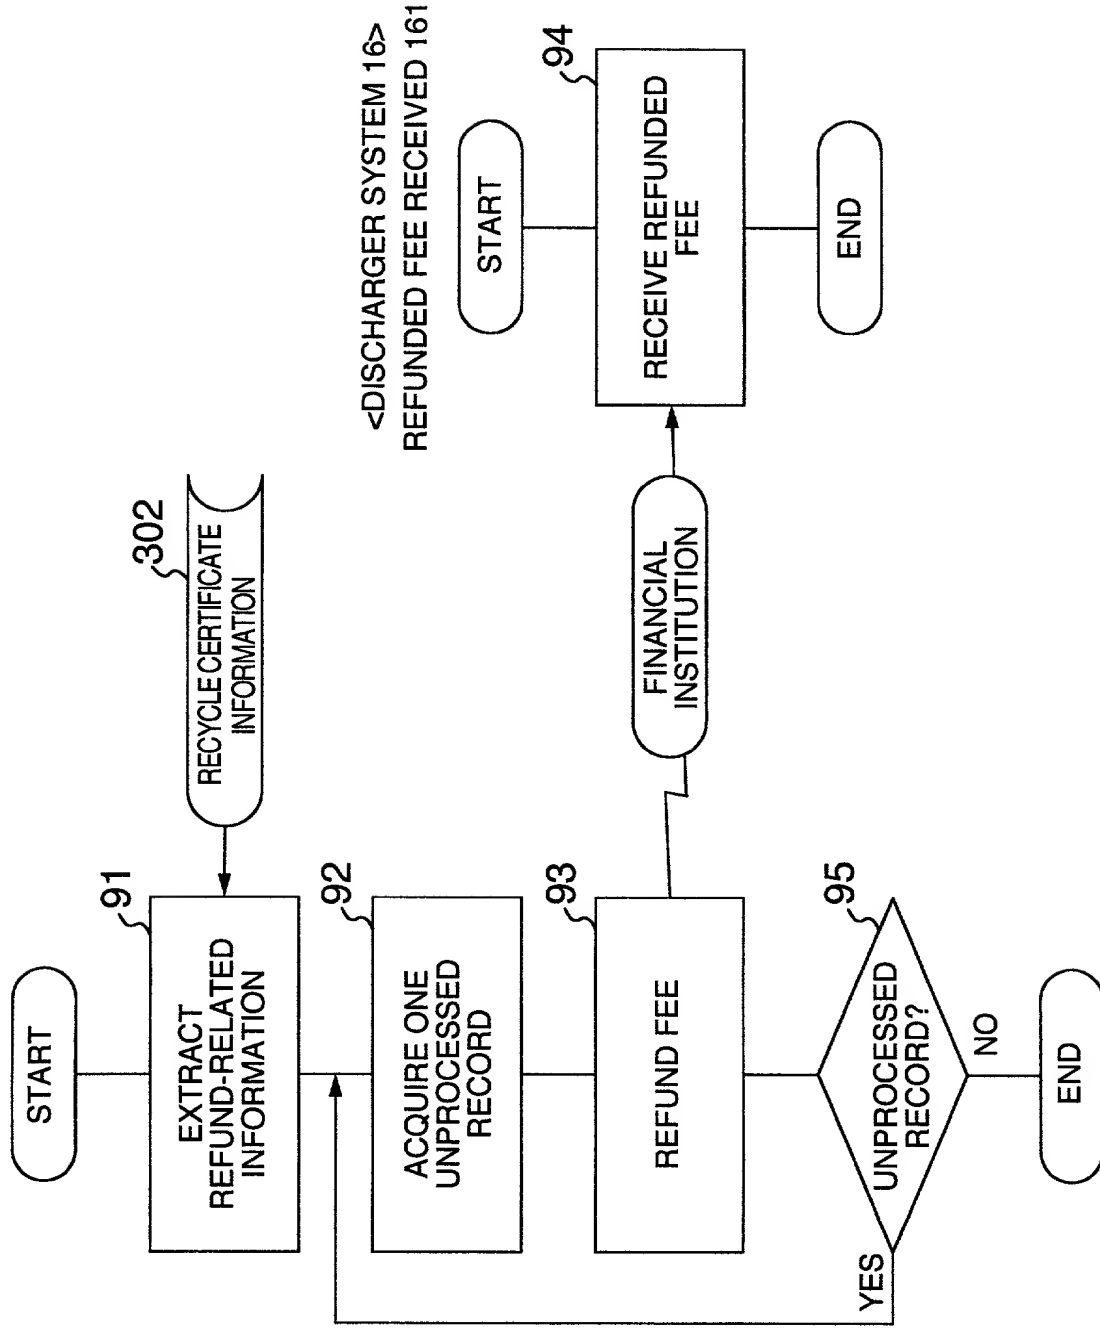 START
91
EXTRACT
REFUND-RELATED
INFORMATION
302
RECYCLE CERTIFICATE
INFORMATION
92
ACQUIRE ONE
UNPROCESSED
RECORD
93
REFUND FEE
95
UNPROCESSED
RECORD?
YES
NO
END
FINANCIAL
INSTITUTION
<DISCHARGER SYSTEM 16>
REFUNDED FEE RECEIVED 161
START
94
RECEIVE REFUNDED
FEE
END